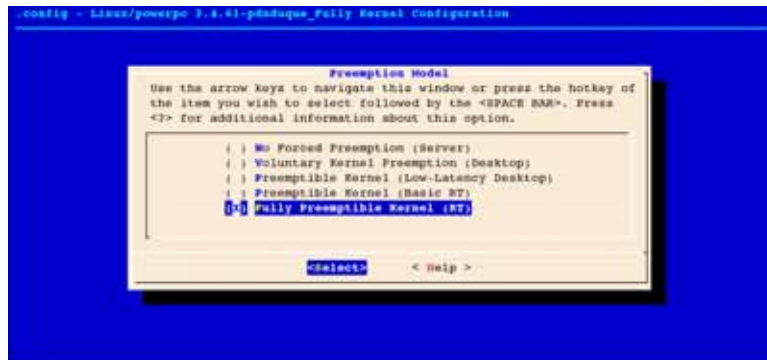 .config - Linux/powerpc 3.4.41-p4nduque_Fully Kernel Configuration
Preemption Model
Use the arrow keys to navigate this window or press the hotkey of
the item you wish to select followed by the <SPACE BAR>. Press
<?> for additional information about this option.
( ) No Forced Preemption (Server)
( ) Voluntary Kernel Preemption (Desktop)
( ) Preemptible Kernel (Low-Latency Desktop)
( ) Preemptible Kernel (Basic RT)
(X) Fully Preemptible Kernel (RT)
<Select> < Help >